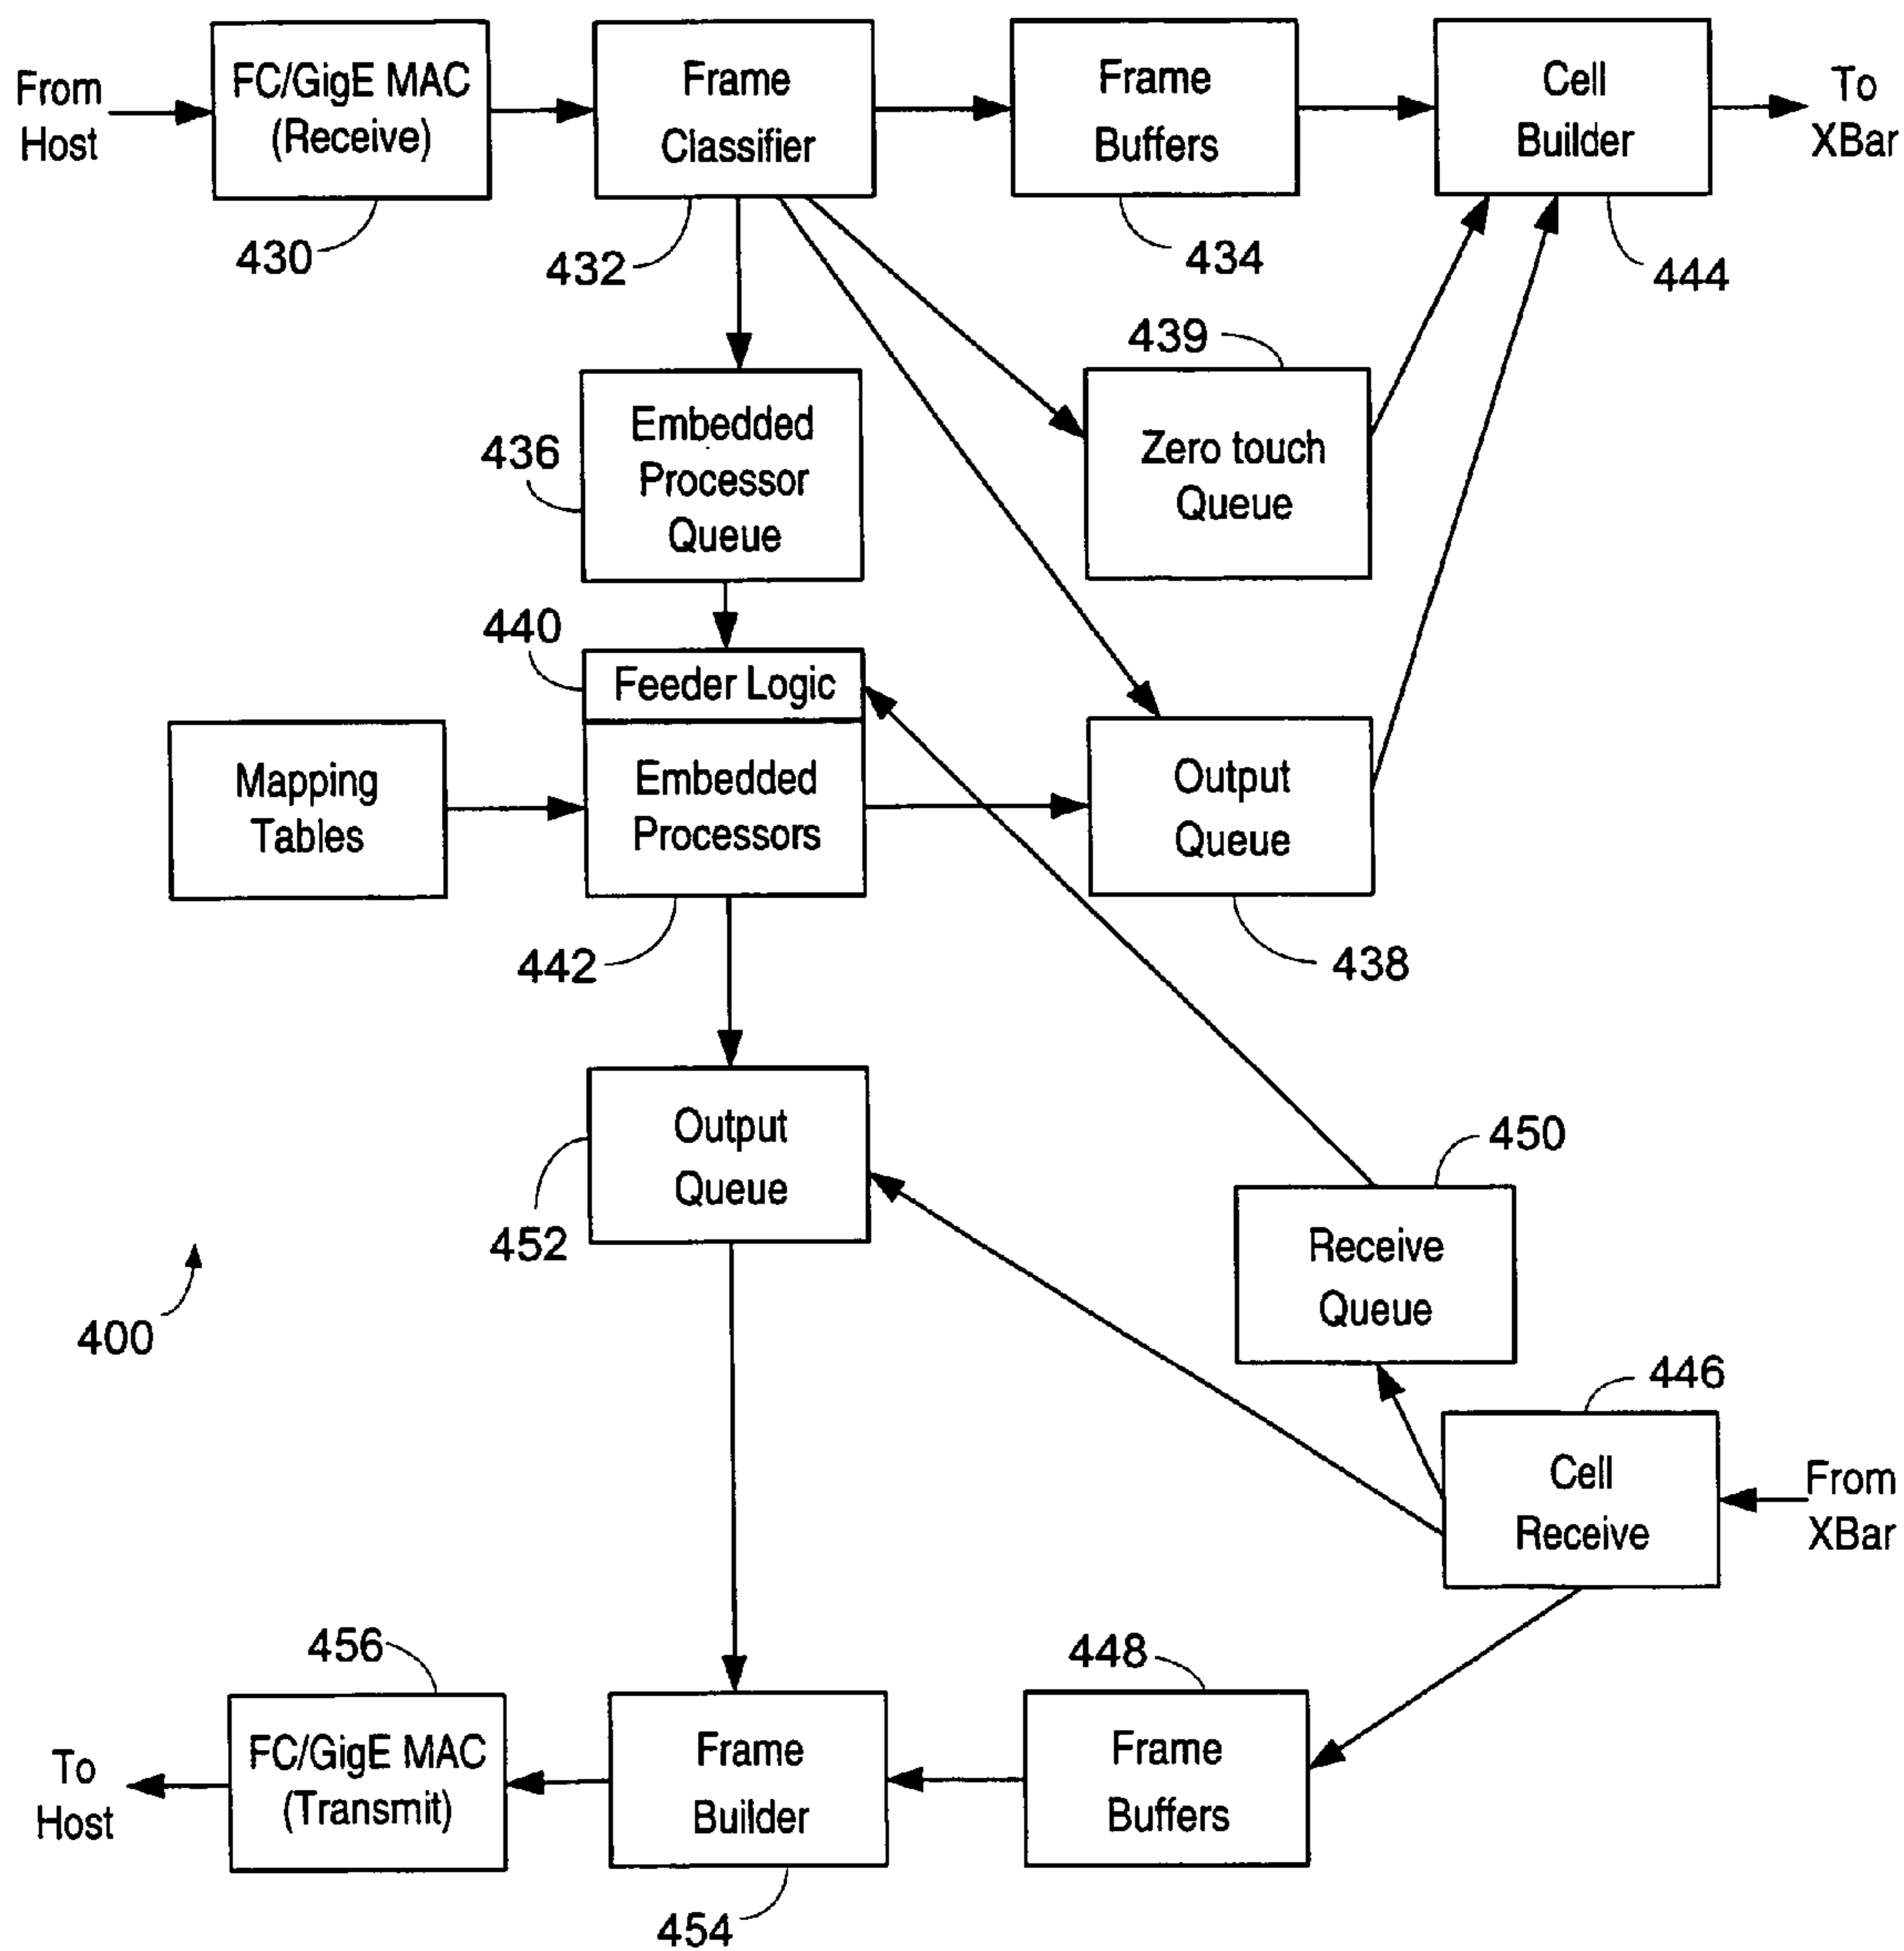 From
Host
FC/GigE MAC
(Receive)
430
Frame
Classifier
432
Frame
Buffers
434
Cell
Builder
444
To
XBar
Embedded
Processor
Queue
436
439
Zero touch
Queue
440
Feeder Logic
Mapping
Tables
Embedded
Processors
442
Output
Queue
438
Output
Queue
452
450
Receive
Queue
400
446
Cell
Receive
From
XBar
To
Host
456
FC/GigE MAC
(Transmit)
Frame
Builder
454
448
Frame
Buffers